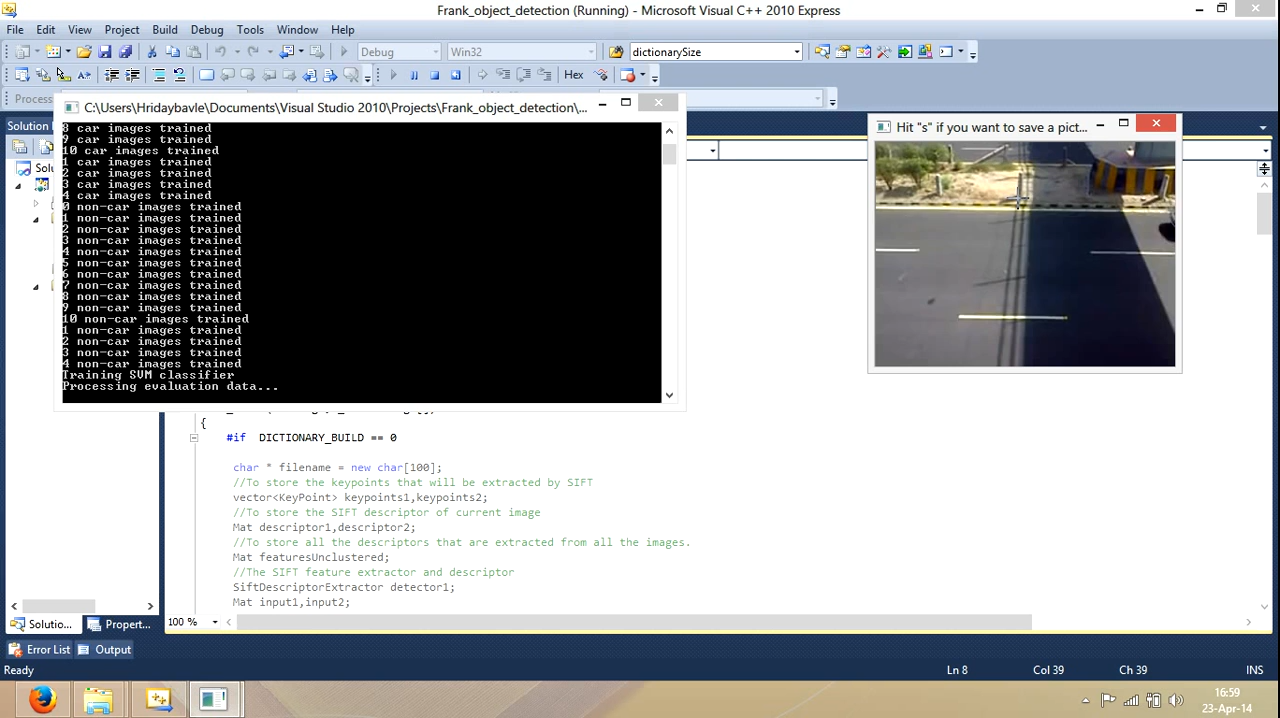 Frank_object_detection (Running) - Microsoft Visual C++ 2010 Express
File Edit View Project Build Debug Tools Window Help
Debug Win32 dictionarySize
Hex
Process
C:\Users\Hridaybavle\Documents\Visual Studio 2010\Projects\Frank_object_detection\...
Solution
Solu
8 car images trained
9 car images trained
10 car images trained
1 car images trained
2 car images trained
3 car images trained
4 car images trained
0 non-car images trained
1 non-car images trained
2 non-car images trained
3 non-car images trained
4 non-car images trained
5 non-car images trained
6 non-car images trained
7 non-car images trained
8 non-car images trained
9 non-car images trained
10 non-car images trained
1 non-car images trained
2 non-car images trained
3 non-car images trained
4 non-car images trained
Training SVM classifier
Processing evaluation data...
Hit "s" if you want to save a pict...
{
#if DICTIONARY_BUILD == 0
char * filename = new char[100];
//To store the keypoints that will be extracted by SIFT
vector<KeyPoint> keypoints1,keypoints2;
//To store the SIFT descriptor of current image
Mat descriptor1,descriptor2;
//To store all the descriptors that are extracted from all the images.
Mat featuresUnclustered;
//The SIFT feature extractor and descriptor
SiftDescriptorExtractor detector1;
Mat input1,input2;
100 %
Solutio... Propert...
Error List Output
Ready Ln 8 Col 39 Ch 39 INS
16:59
23-Apr-14